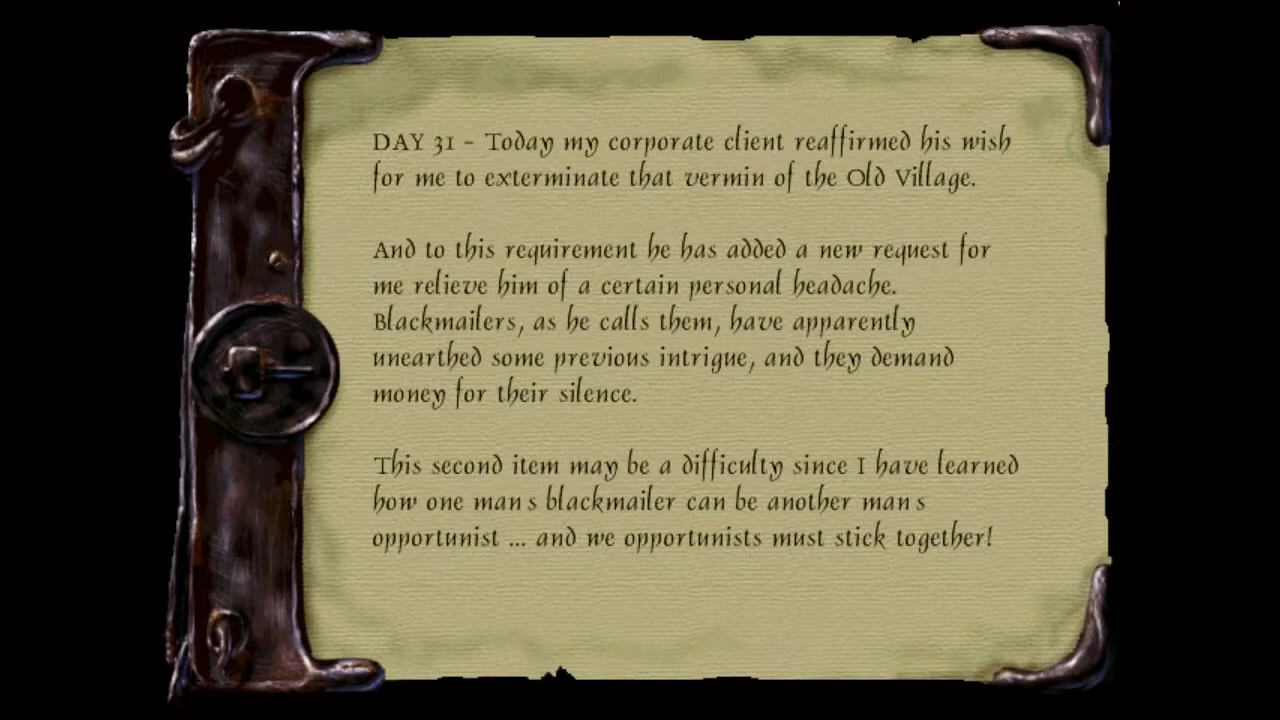 DAY 31 - Today my corporate client reaffirmed his wish
for me to exterminate that vermin of the Old Village.
And to this requirement he has added a new request for
me relieve him of a certain personal headache.
Blackmailers, as he calls them, have apparently
unearthed some previous intrigue, and they demand
money for their silence.
This second item may be a difficulty since I have learned
how one man s blackmailer can be another man s
opportunist ... and we opportunists must stick together!